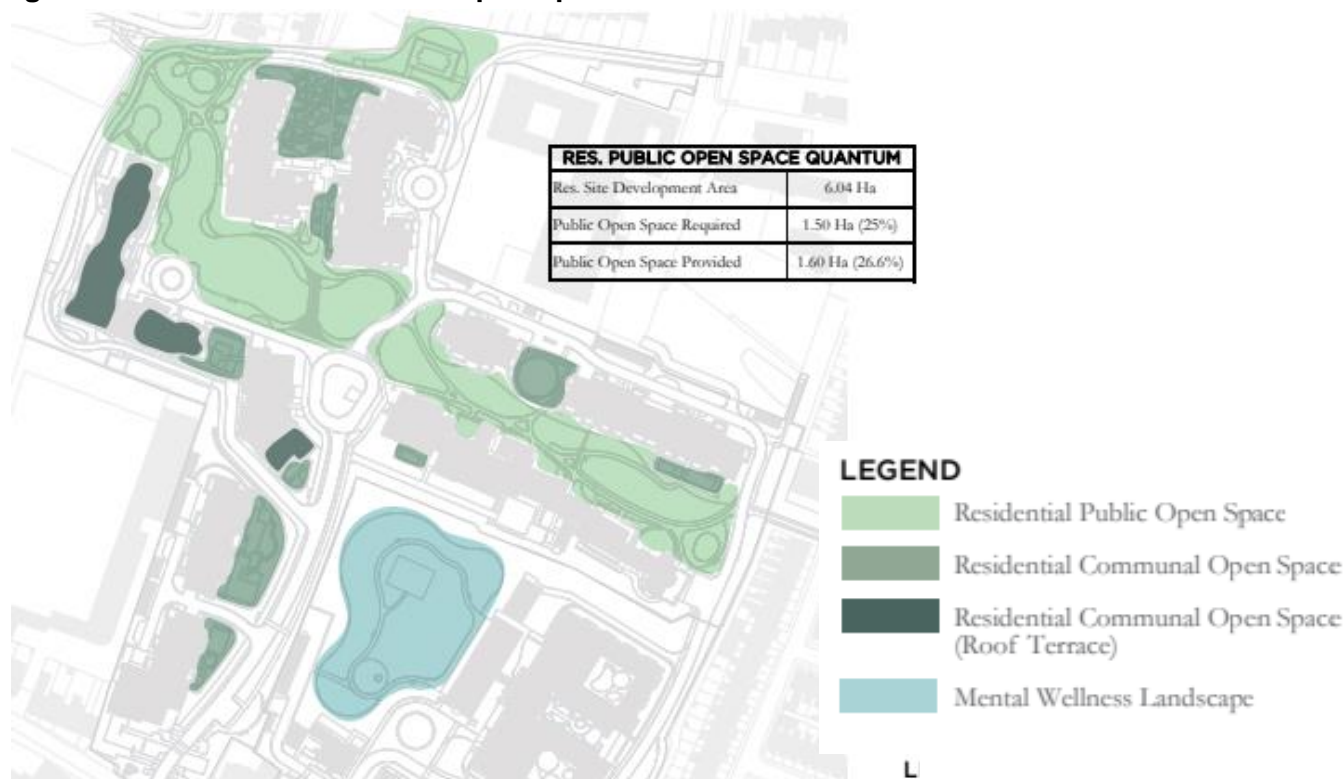 RES. PUBLIC OPEN SPACE QUANTUM
Res. Site Development Area 6.04 Ha
Public Open Space Required 1.50 Ha (25%)
Public Open Space Provided 1.60 Ha (26.6%)
LEGEND
Residential Public Open Space
Residential Communal Open Space
Residential Communal Open Space
(Roof Terrace)
Mental Wellness Landscape